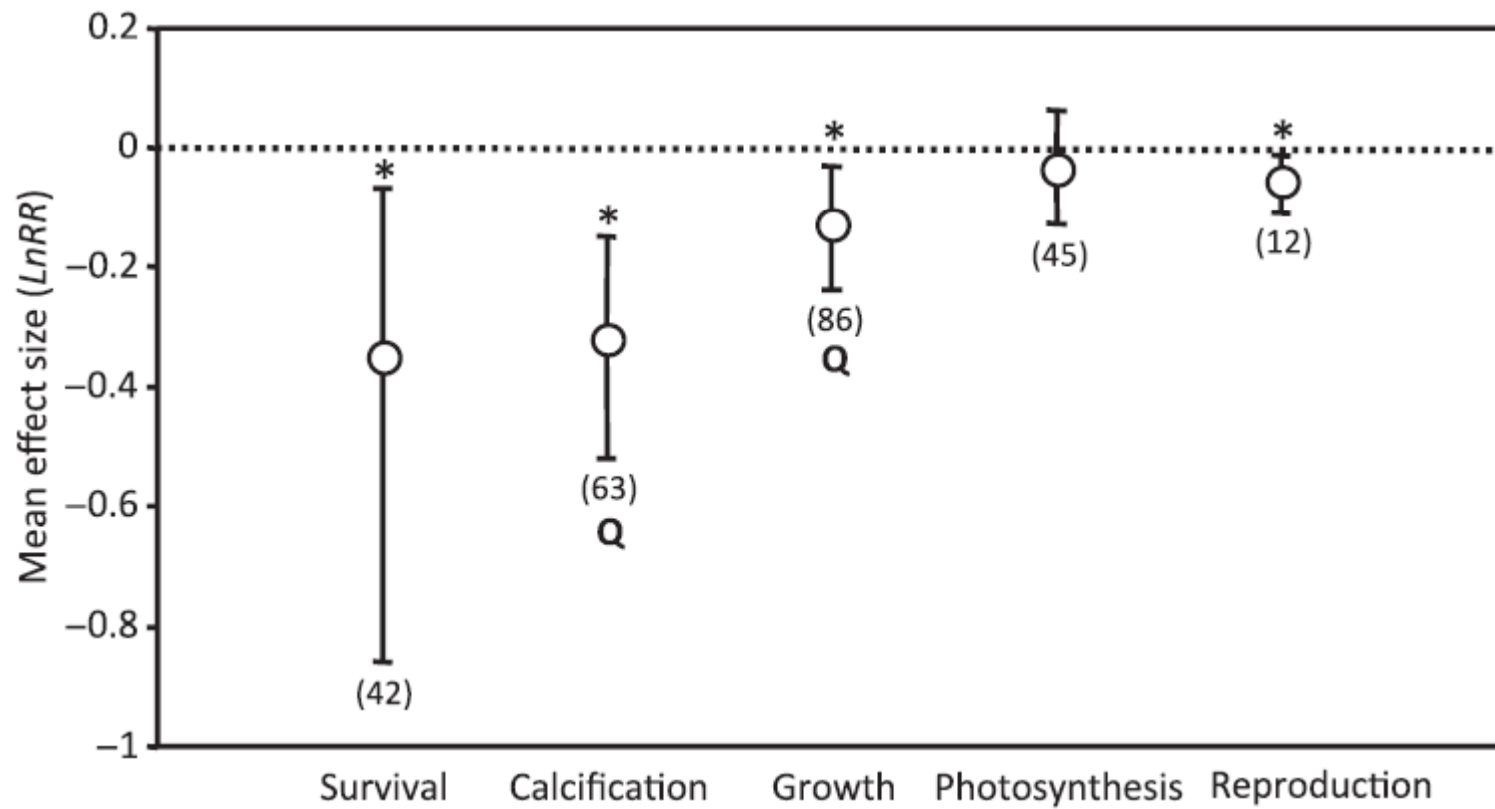 Mean effect size (LnRR)
0.2
0
–0.2
–0.4
–0.6
–0.8
–1
*
*
*
*
(42)
(63)
Q
(86)
Q
(45)
(12)
Survival
Calcification
Growth
Photosynthesis
Reproduction